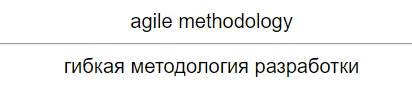 agile methodology
гибкая методология разработки